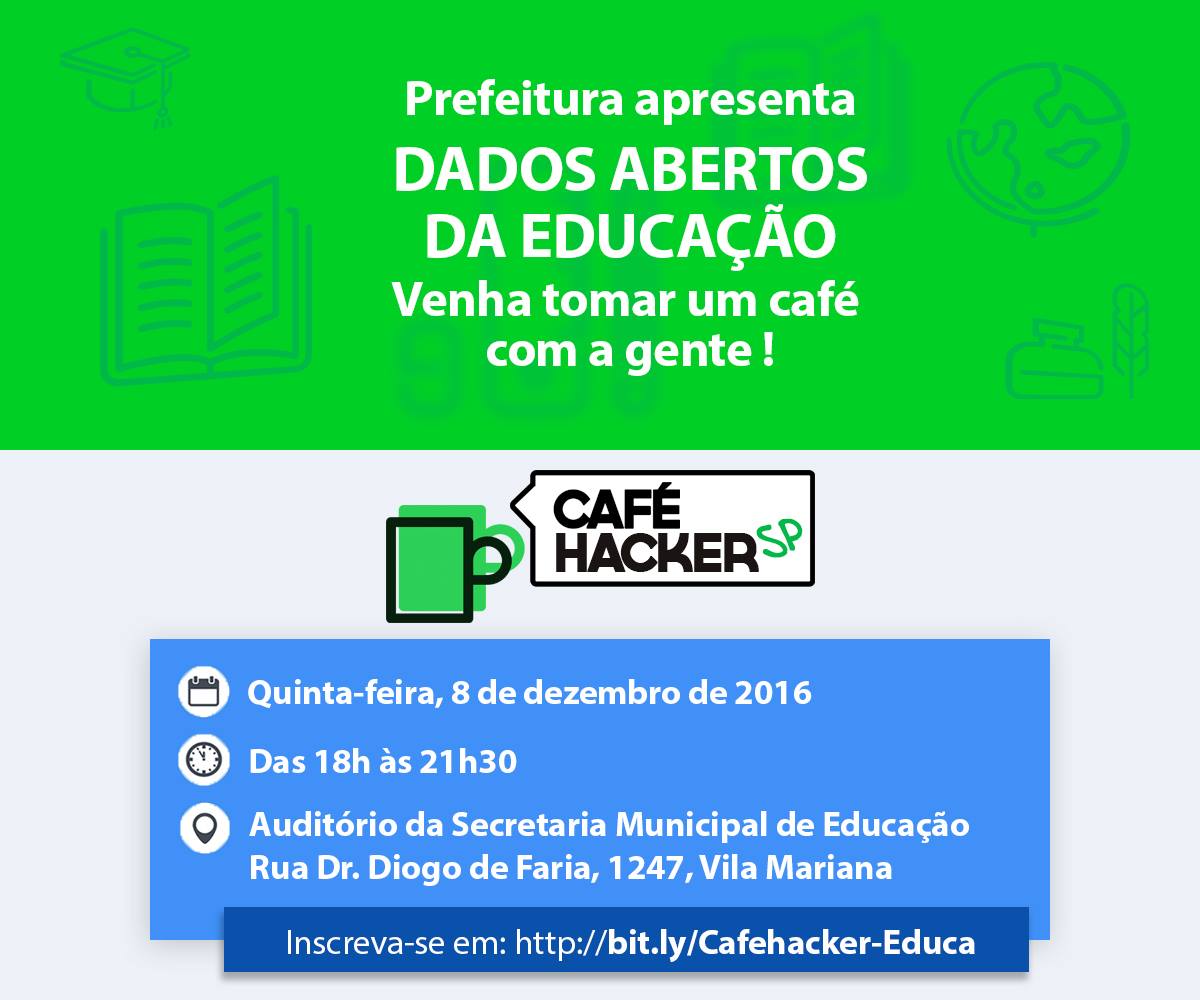 Prefeitura apresenta
DADOS ABERTOS
DA EDUCAÇÃO
Venha tomar um café
com a gente !
CAFÉ
HACKER SP
Quinta-feira, 8 de dezembro de 2016
Das 18h às 21h30
Auditório da Secretaria Municipal de Educação
Rua Dr. Diogo de Faria, 1247, Vila Mariana
Inscreva-se em: http://bit.ly/Cafehacker-Educa